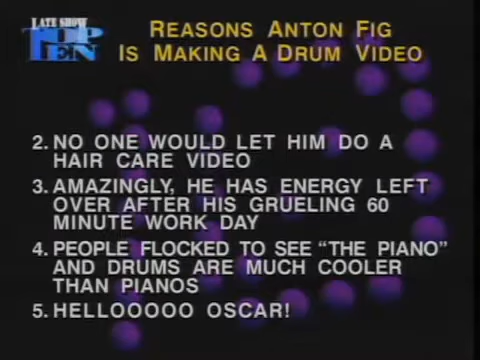 LATE SHOW
TOP
TEN
REASONS ANTON FIG
IS MAKING A DRUM VIDEO
2. NO ONE WOULD LET HIM DO A
HAIR CARE VIDEO
3. AMAZINGLY, HE HAS ENERGY LEFT
OVER AFTER HIS GRUELING 60
MINUTE WORK DAY
4. PEOPLE FLOCKED TO SEE "THE PIANO"
AND DRUMS ARE MUCH COOLER
THAN PIANOS
5. HELLOOOOO OSCAR!